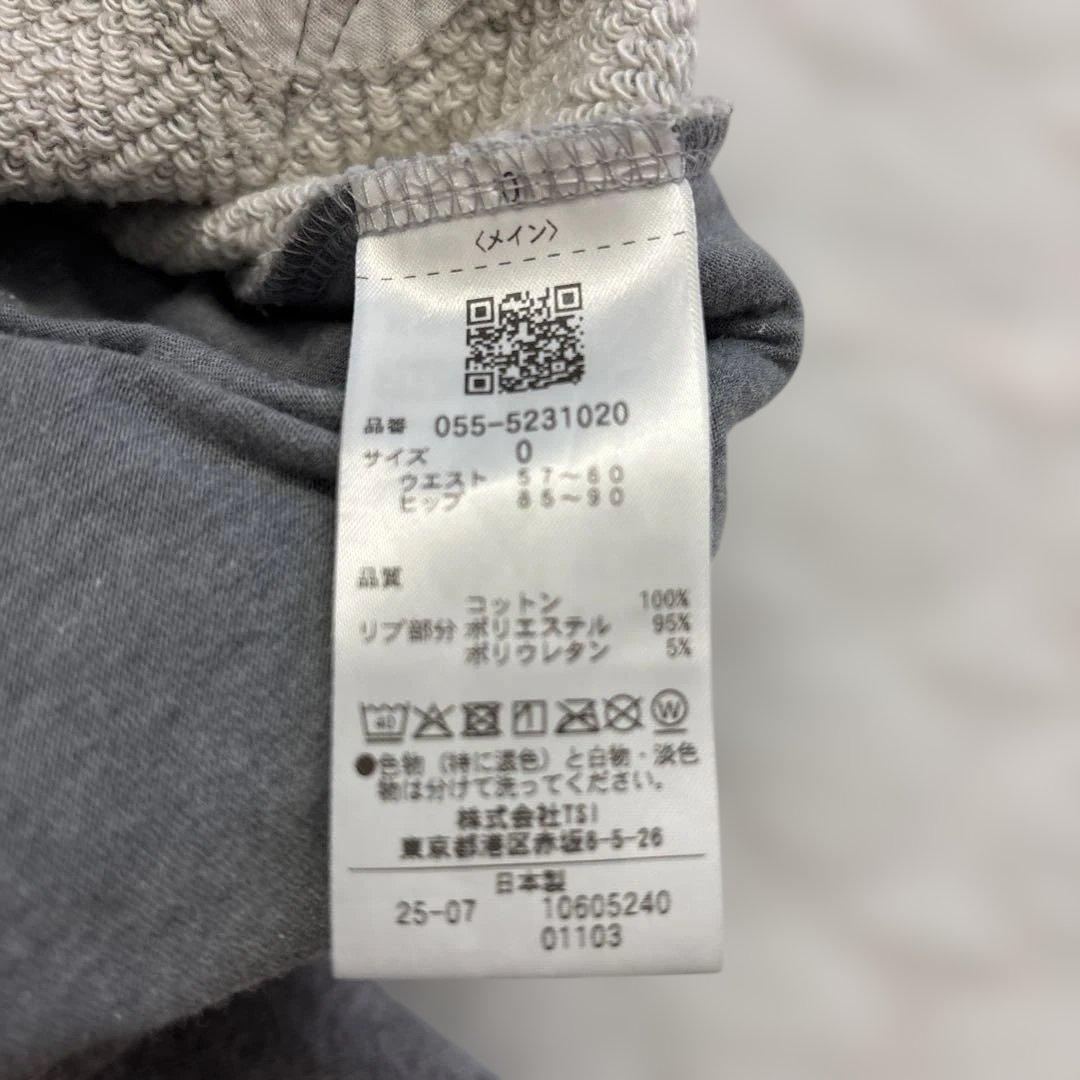 0
〈メイン〉
品番 055-5231020
サイズ 0
ウエスト 57～60
ヒップ 85～90
品質
コットン 100%
リブ部分 ポリエステル 95%
ポリウレタン 5%
40 W
●色物（特に濃色）と白物・淡色
物は分けて洗ってください。
株式会社TSI
東京都港区赤坂8-5-26
日本製
25-07 10605240
01103